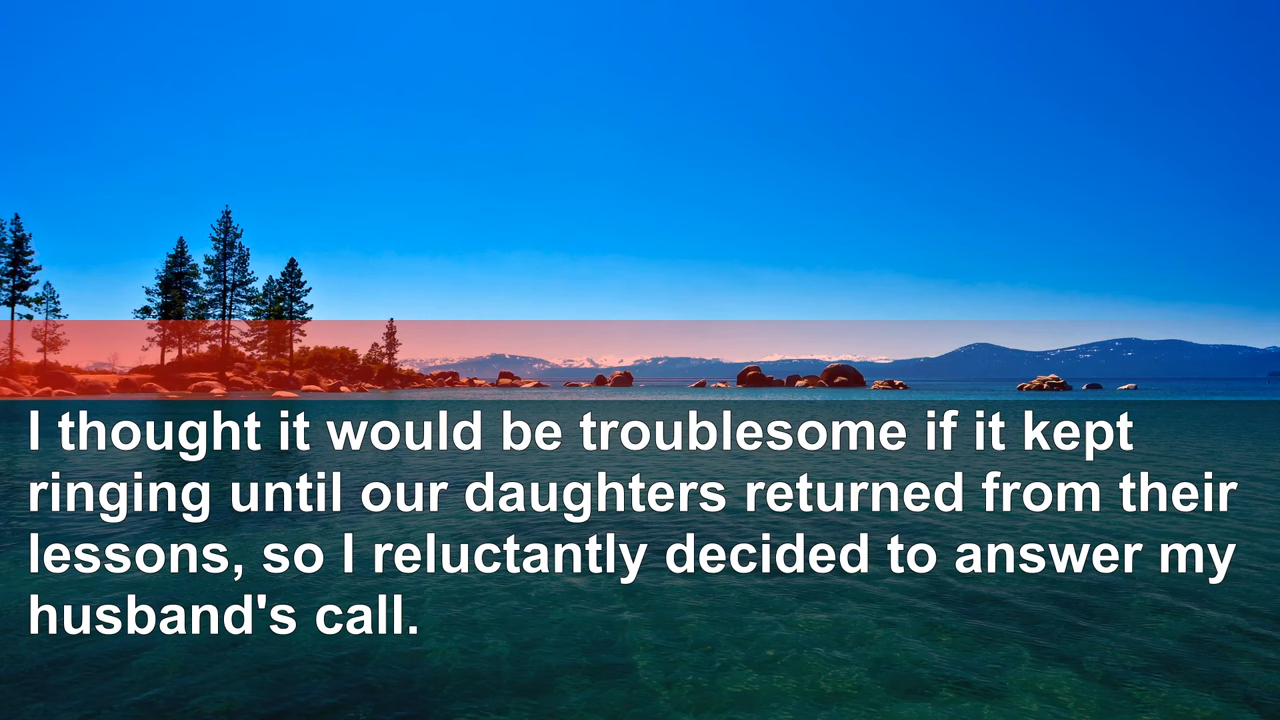 I thought it would be troublesome if it kept
ringing until our daughters returned from their
lessons, so I reluctantly decided to answer my
husband's call.